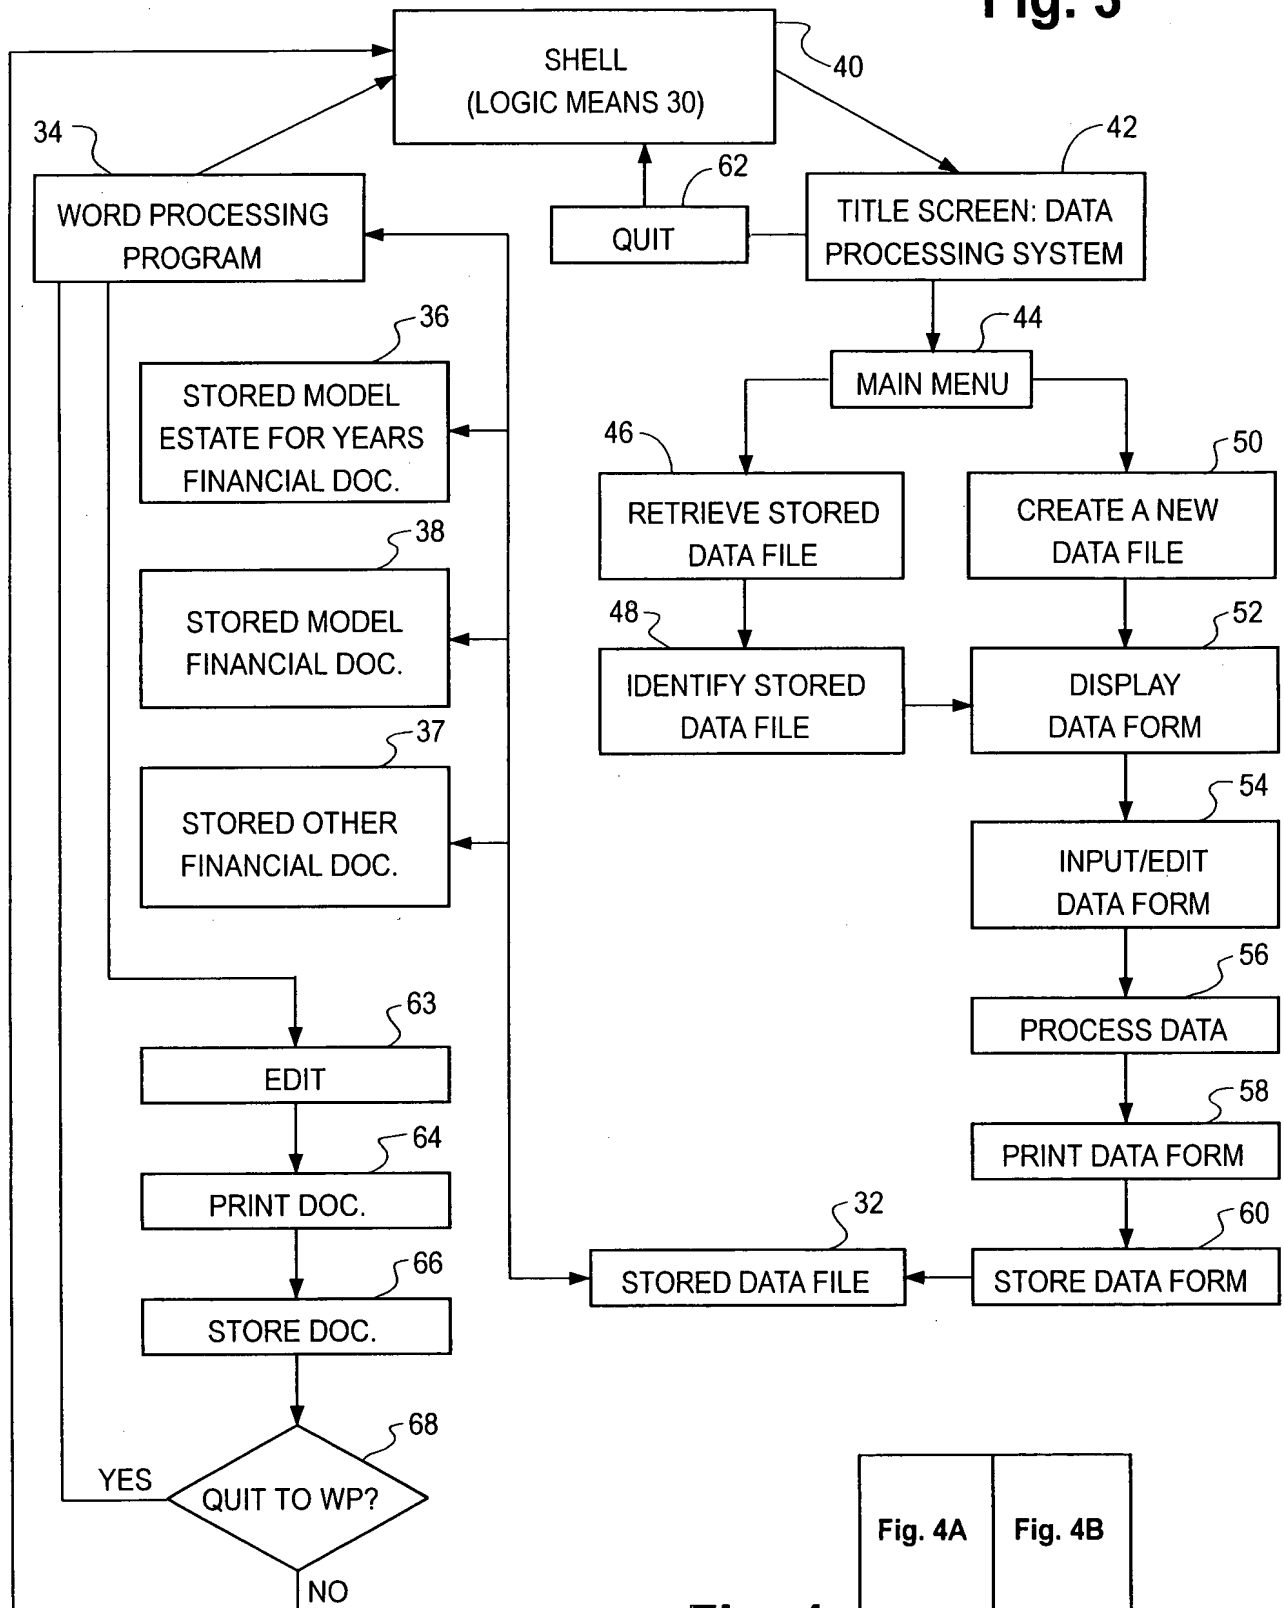 Fig. 3
SHELL
(LOGIC MEANS 30)
40
34
WORD PROCESSING
PROGRAM
62
QUIT
42
TITLE SCREEN: DATA
PROCESSING SYSTEM
44
MAIN MENU
36
STORED MODEL
ESTATE FOR YEARS
FINANCIAL DOC.
46
RETRIEVE STORED
DATA FILE
50
CREATE A NEW
DATA FILE
38
STORED MODEL
FINANCIAL DOC.
48
IDENTIFY STORED
DATA FILE
52
DISPLAY
DATA FORM
37
STORED OTHER
FINANCIAL DOC.
54
INPUT/EDIT
DATA FORM
56
PROCESS DATA
63
EDIT
58
PRINT DATA FORM
64
PRINT DOC.
32
STORED DATA FILE
60
STORE DATA FORM
66
STORE DOC.
68
QUIT TO WP?
YES
NO
Fig. 4A
Fig. 4B